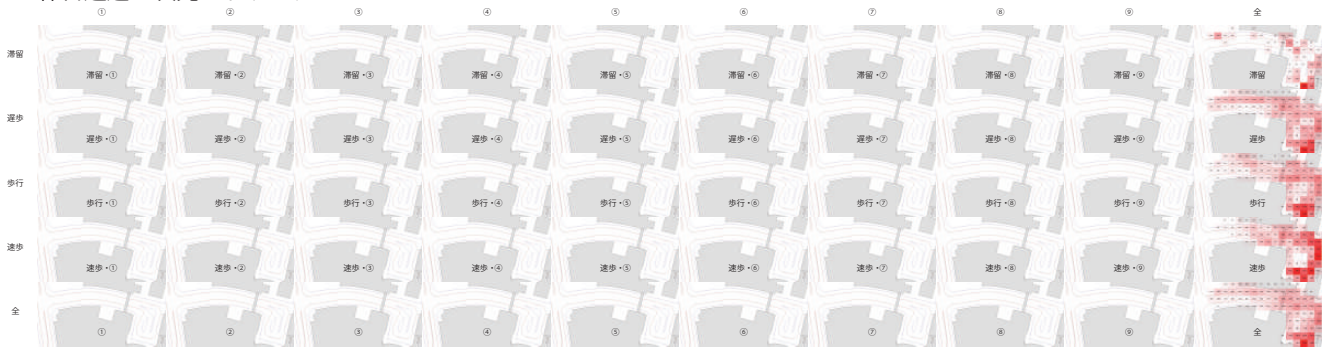 ① ② ③ ④ ⑤ ⑥ ⑦ ⑧ ⑨ 全
滞留
滞留・① 滞留・② 滞留・③ 滞留・④ 滞留・⑤ 滞留・⑥ 滞留・⑦ 滞留・⑧ 滞留・⑨ 滞留
遅歩
遅歩・① 遅歩・② 遅歩・③ 遅歩・④ 遅歩・⑤ 遅歩・⑥ 遅歩・⑦ 遅歩・⑧ 遅歩・⑨ 遅歩
歩行
歩行・① 歩行・② 歩行・③ 歩行・④ 歩行・⑤ 歩行・⑥ 歩行・⑦ 歩行・⑧ 歩行・⑨ 歩行
速歩
速歩・① 速歩・② 速歩・③ 速歩・④ 速歩・⑤ 速歩・⑥ 速歩・⑦ 速歩・⑧ 速歩・⑨ 速歩
全
① ② ③ ④ ⑤ ⑥ ⑦ ⑧ ⑨ 全